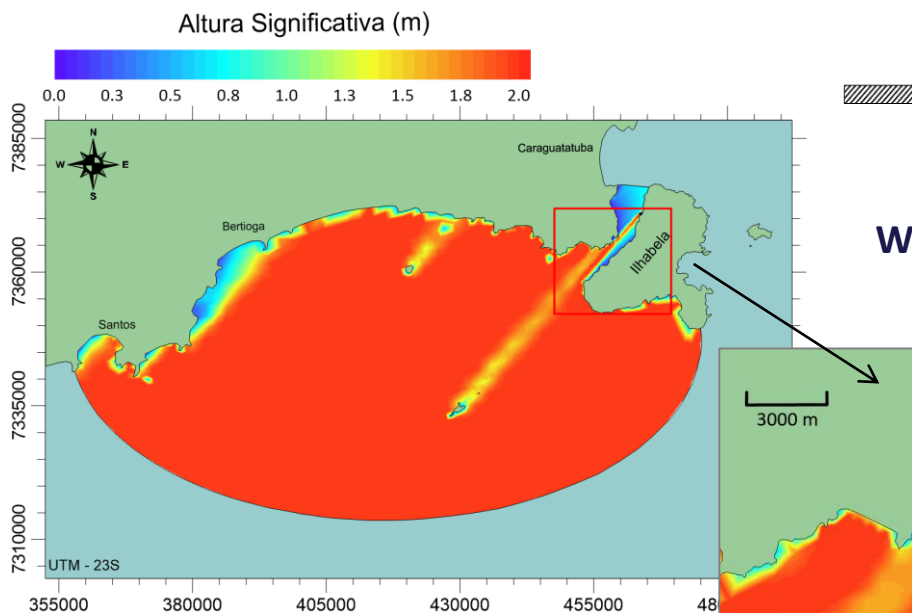 Altura Significativa (m)
0.0 0.3 0.5 0.8 1.0 1.3 1.5 1.8 2.0
7385000
7360000
7335000
7310000
N
W E
S
Caraguatatuba
Bertioga
Ilhabela
Santos
W
3000 m
UTM - 23S
355000 380000 405000 430000 455000 48